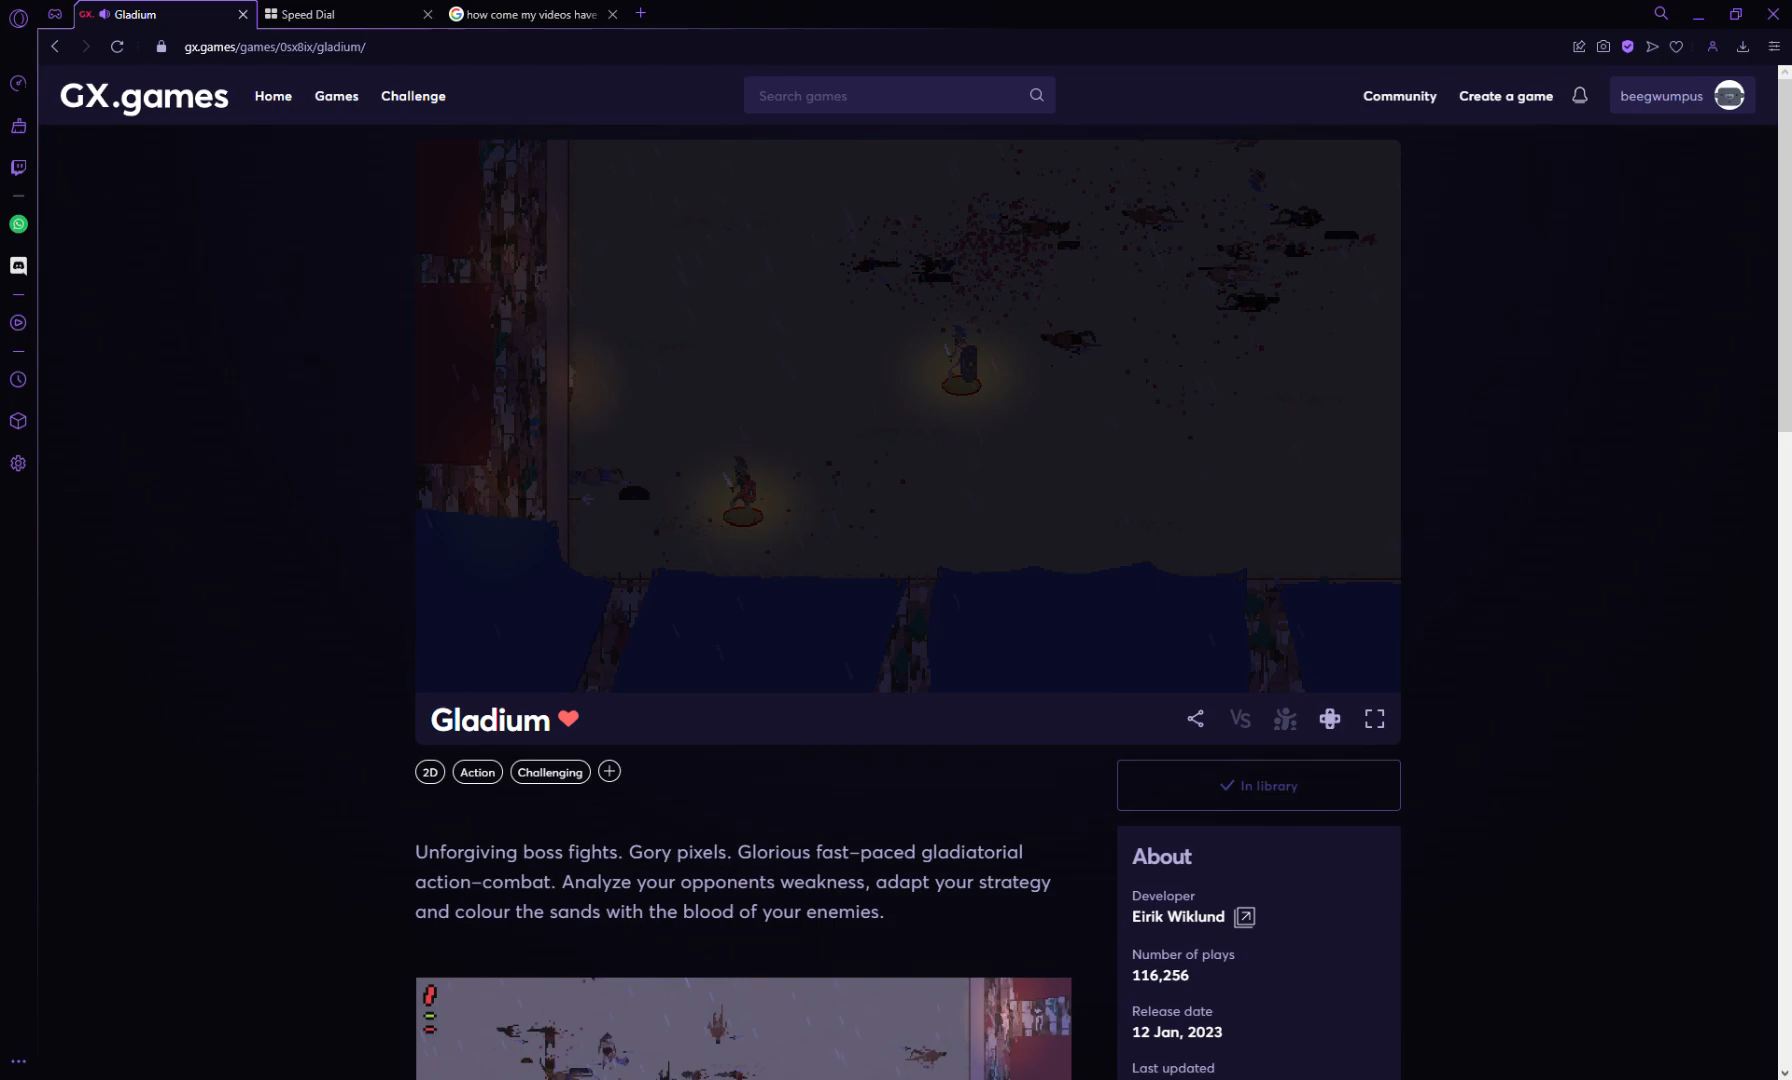 GX. Gladium
Speed Dial
how come my videos have
gx.games/games/0sx8ix/gladium/
GX.games
Home
Games
Challenge
Search games
Community
Create a game
beegwumpus
Gladium
VS
2D
Action
Challenging
In library
Unforgiving boss fights. Gory pixels. Glorious fast-paced gladiatorial
action-combat. Analyze your opponents weakness, adapt your strategy
and colour the sands with the blood of your enemies.
About
Developer
Eirik Wiklund
Number of plays
116,256
Release date
12 Jan, 2023
Last updated